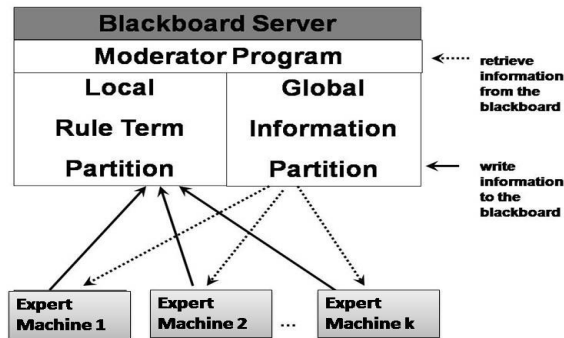 Blackboard Server
Moderator Program
Local
Rule Term
Partition
Global
Information
Partition
retrieve
information
from the
blackboard
write
information
to the
blackboard
Expert
Machine 1
Expert
Machine 2
...
Expert
Machine k